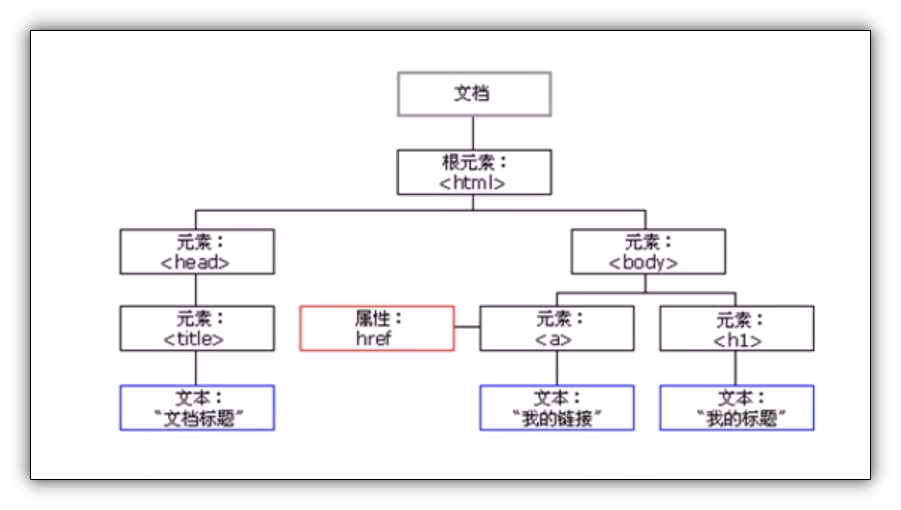 文档
根元素：
<html>
元素：
<head>
元素：
<body>
元素：
<title>
属性：
href
元素：
<a>
元素：
<h1>
文本：
“文档标题”
文本：
“我的链接”
文本：
“我的标题”